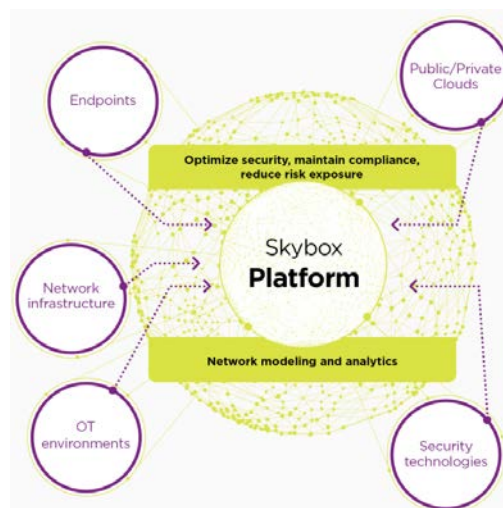 Endpoints
Public/Private
Clouds
Optimize security, maintain compliance,
reduce risk exposure
Skybox
Platform
Network
infrastructure
Network modeling and analytics
OT
environments
Security
technologies